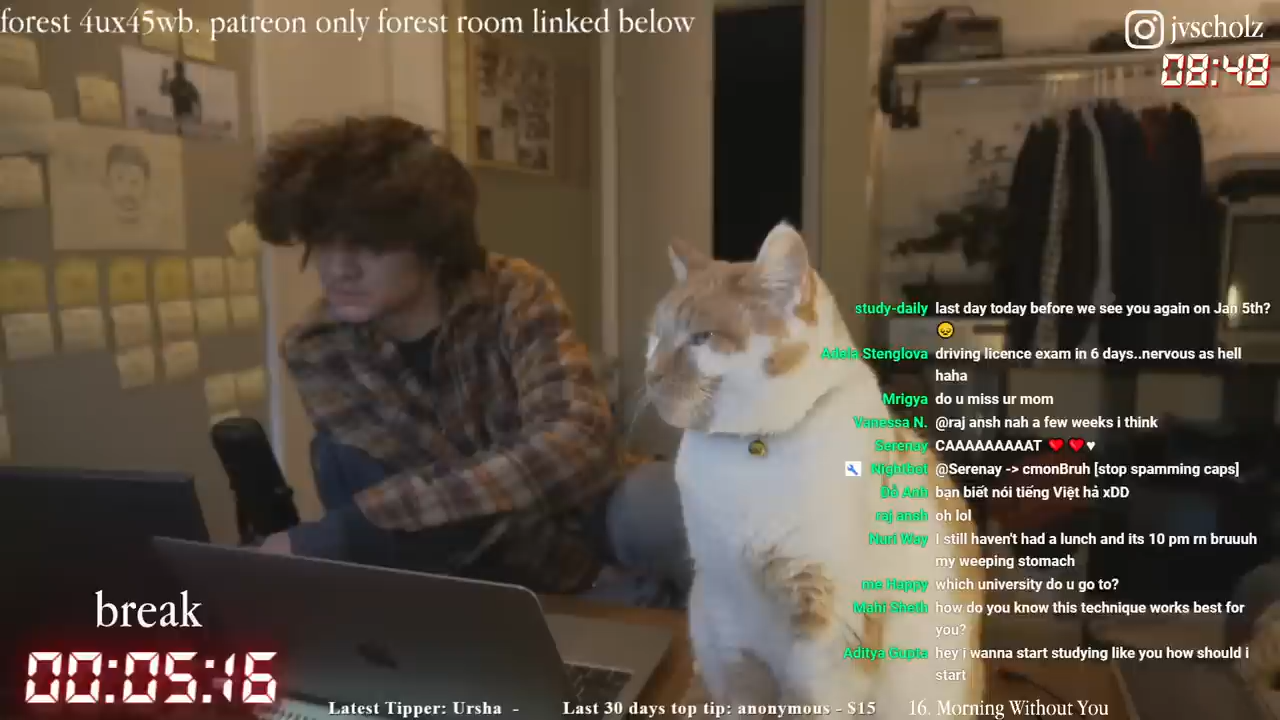 forest 4ux45wb. patreon only forest room linked below
jvscholz
08:48
study-daily last day today before we see you again on Jan 5th?
😞
Adela Stenglova driving licence exam in 6 days..nervous as hell
haha
Mrigya do u miss ur mom
Vanessa N. @raj ansh nah a few weeks i think
Serenay CAAAAAAAAT ❤️❤️♥
Nightbot @Serenay -> cmonBruh [stop spamming caps]
Đỗ Anh bạn biết nói tiếng Việt hả xDD
raj ansh oh lol
Nuri Way I still haven't had a lunch and its 10 pm rn bruuuh
my weeping stomach
me Happy which university do u go to?
Mahi Sheth how do you know this technique works best for
you?
Aditya Gupta hey i wanna start studying like you how should i
start
break
00:05:16
Latest Tipper: Ursha - Last 30 days top tip: anonymous - $15
16. Morning Without You